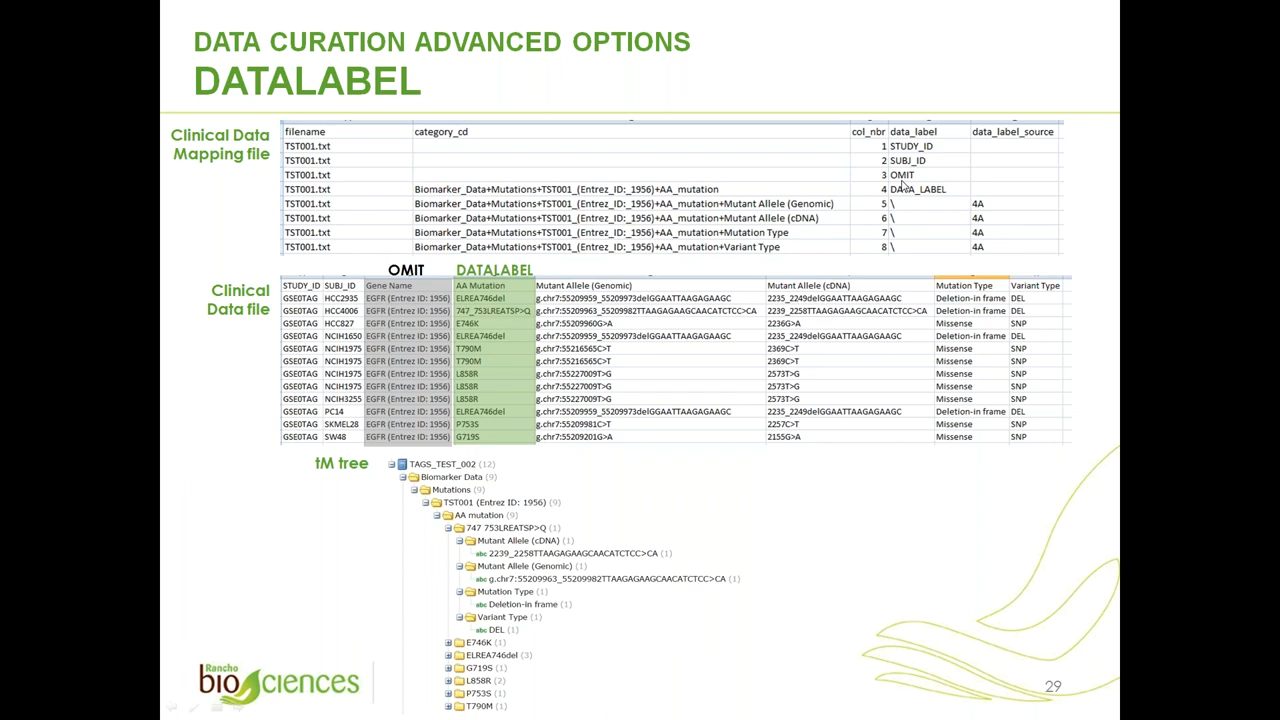 DATA CURATION ADVANCED OPTIONS
DATALABEL
Clinical Data
Mapping file
filename category_cd col_nbr data_label data_label_source
TST001.txt 1 STUDY_ID
TST001.txt 2 SUBJ_ID
TST001.txt 3 OMIT
TST001.txt Biomarker_Data+Mutations+TST001_(Entrez_ID:_1956)+AA_mutation 4 DATA_LABEL
TST001.txt Biomarker_Data+Mutations+TST001_(Entrez_ID:_1956)+AA_mutation+Mutant Allele (Genomic) 5 \ 4A
TST001.txt Biomarker_Data+Mutations+TST001_(Entrez_ID:_1956)+AA_mutation+Mutant Allele (cDNA) 6 \ 4A
TST001.txt Biomarker_Data+Mutations+TST001_(Entrez_ID:_1956)+AA_mutation+Mutation Type 7 \ 4A
TST001.txt Biomarker_Data+Mutations+TST001_(Entrez_ID:_1956)+AA_mutation+Variant Type 8 \ 4A
OMIT DATALABEL
Clinical
Data file
STUDY_ID SUBJ_ID Gene Name AA Mutation Mutant Allele (Genomic) Mutant Allele (cDNA) Mutation Type Variant Type
GSE0TAG HCC2935 EGFR (Entrez ID: 1956) ELREA746del g.chr7:55209959_55209973delGGAATTAAGAGAAGC 2235_2249delGGAATTAAGAGAAGC Deletion-in frame DEL
GSE0TAG HCC4006 EGFR (Entrez ID: 1956) 747_753LREATSP>Q g.chr7:55209963_55209982TTAAGAGAAGCAACATCTCC>CA 2239_2258TTAAGAGAAGCAACATCTCC>CA Deletion-in frame DEL
GSE0TAG HCC827 EGFR (Entrez ID: 1956) E746K g.chr7:55209960G>A 2236G>A Missense SNP
GSE0TAG NCIH1650 EGFR (Entrez ID: 1956) ELREA746del g.chr7:55209959_55209973delGGAATTAAGAGAAGC 2235_2249delGGAATTAAGAGAAGC Deletion-in frame DEL
GSE0TAG NCIH1975 EGFR (Entrez ID: 1956) T790M g.chr7:55216565C>T 2369C>T Missense SNP
GSE0TAG NCIH1975 EGFR (Entrez ID: 1956) T790M g.chr7:55216565C>T 2369C>T Missense SNP
GSE0TAG NCIH1975 EGFR (Entrez ID: 1956) L858R g.chr7:55227009T>G 2573T>G Missense SNP
GSE0TAG NCIH1975 EGFR (Entrez ID: 1956) L858R g.chr7:55227009T>G 2573T>G Missense SNP
GSE0TAG NCIH3255 EGFR (Entrez ID: 1956) L858R g.chr7:55227009T>G 2573T>G Missense SNP
GSE0TAG PC14 EGFR (Entrez ID: 1956) ELREA746del g.chr7:55209959_55209973delGGAATTAAGAGAAGC 2235_2249delGGAATTAAGAGAAGC Deletion-in frame DEL
GSE0TAG SKMEL28 EGFR (Entrez ID: 1956) P753S g.chr7:55209981C>T 2257C>T Missense SNP
GSE0TAG SW48 EGFR (Entrez ID: 1956) G719S g.chr7:55209201G>A 2155G>A Missense SNP
tM tree
TAGS_TEST_002 (12)
Biomarker Data (9)
Mutations (9)
TST001 (Entrez ID: 1956) (9)
AA mutation (9)
747 753LREATSP>Q (1)
Mutant Allele (cDNA) (1)
abc 2239_2258TTAAGAGAAGCAACATCTCC>CA (1)
Mutant Allele (Genomic) (1)
abc g.chr7:55209963_55209982TTAAGAGAAGCAACATCTCC>CA (1)
Mutation Type (1)
abc Deletion-in frame (1)
Variant Type (1)
abc DEL (1)
E746K (1)
ELREA746del (3)
G719S (1)
L858R (2)
P753S (1)
T790M (1)
Rancho
biosciences
29